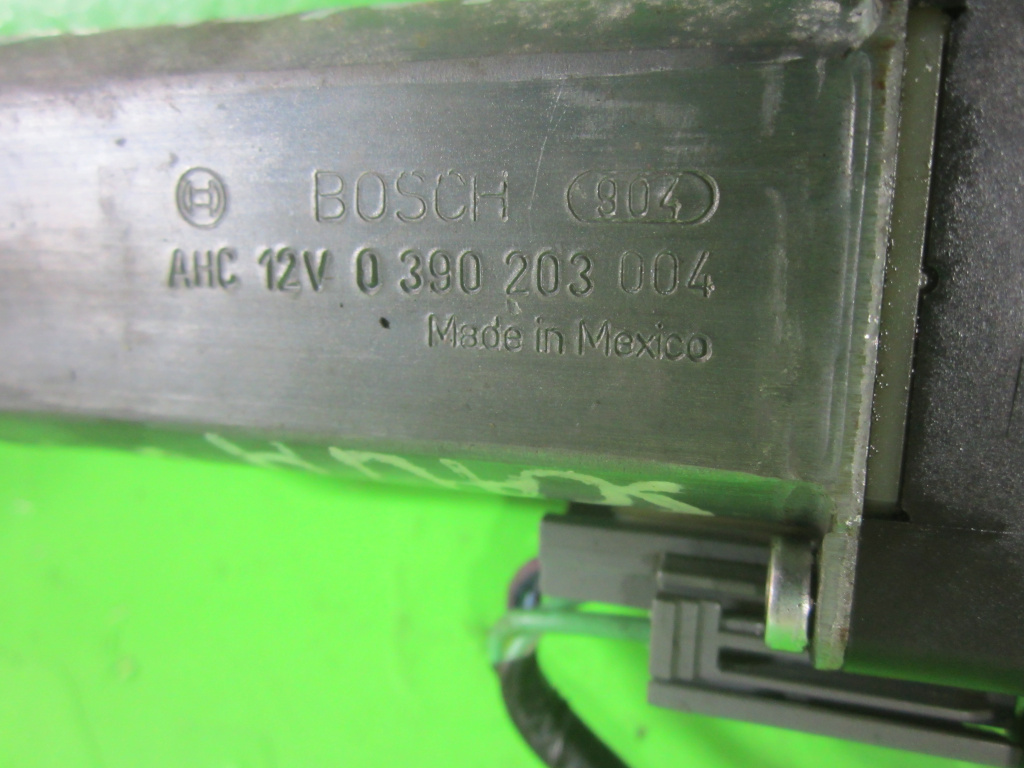 BOSCH 904
AHC 12V 0 390 203 004
Made in Mexico